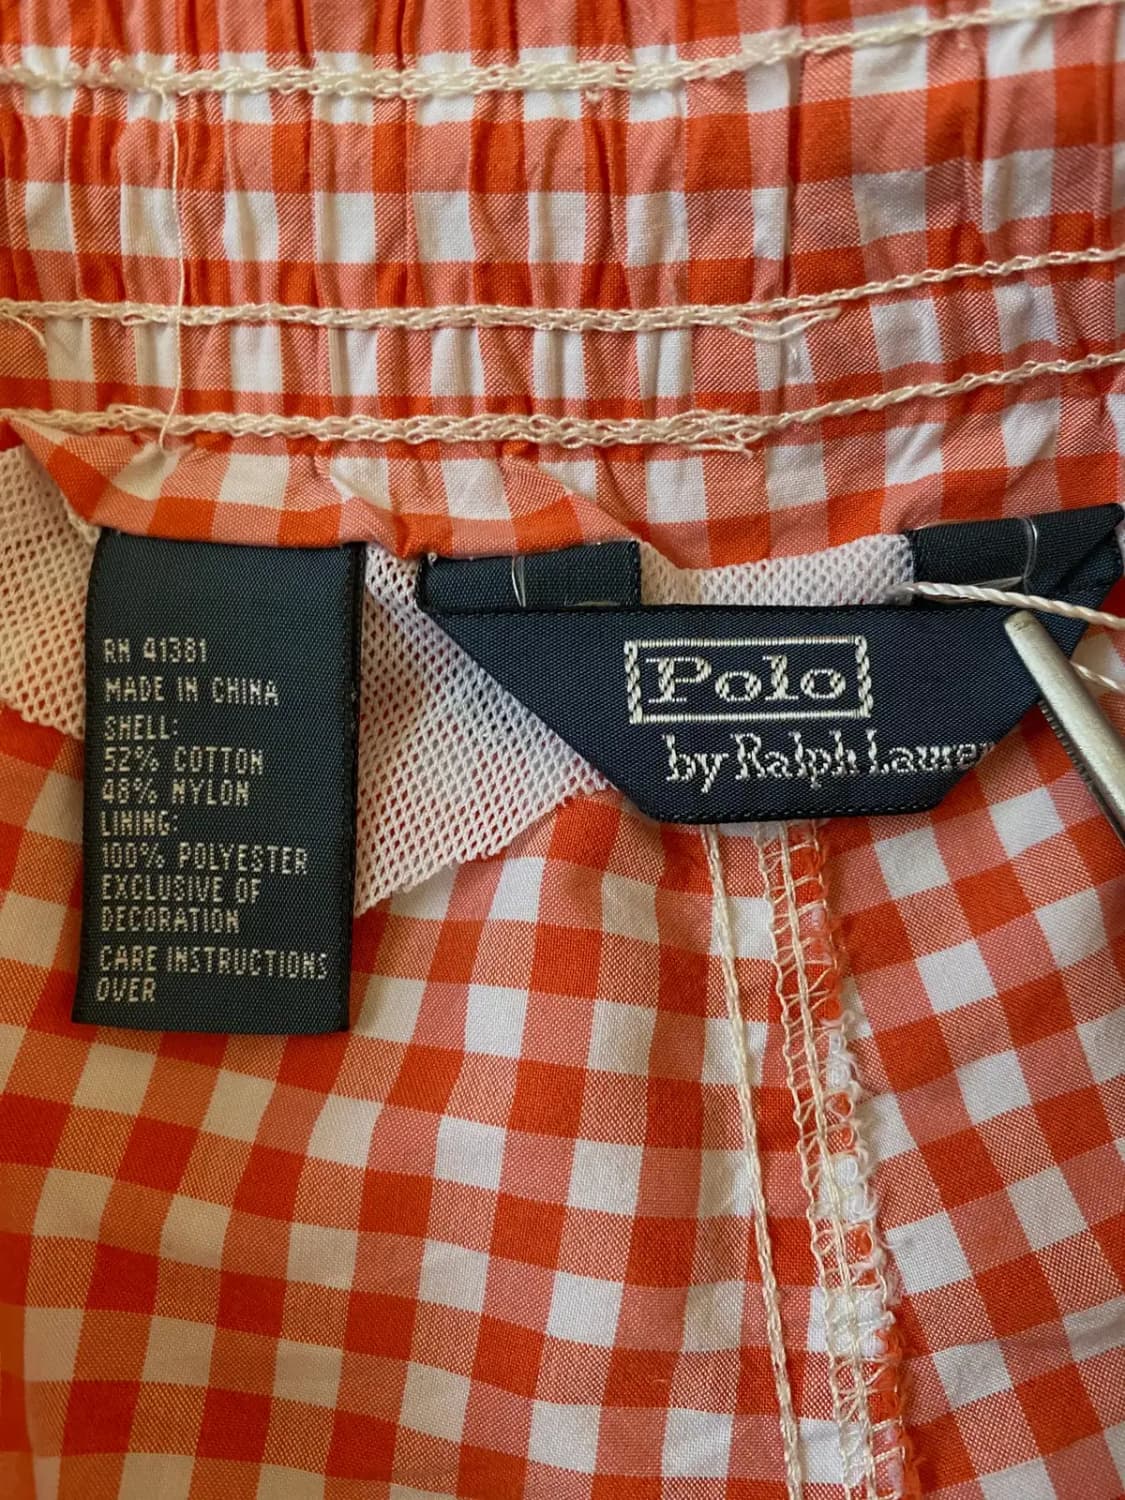 RN 41381
MADE IN CHINA
SHELL:
52% COTTON
48% NYLON
LINING:
100% POLYESTER
EXCLUSIVE OF
DECORATION
CARE INSTRUCTIONS
OVER
Polo
by Ralph Lauren